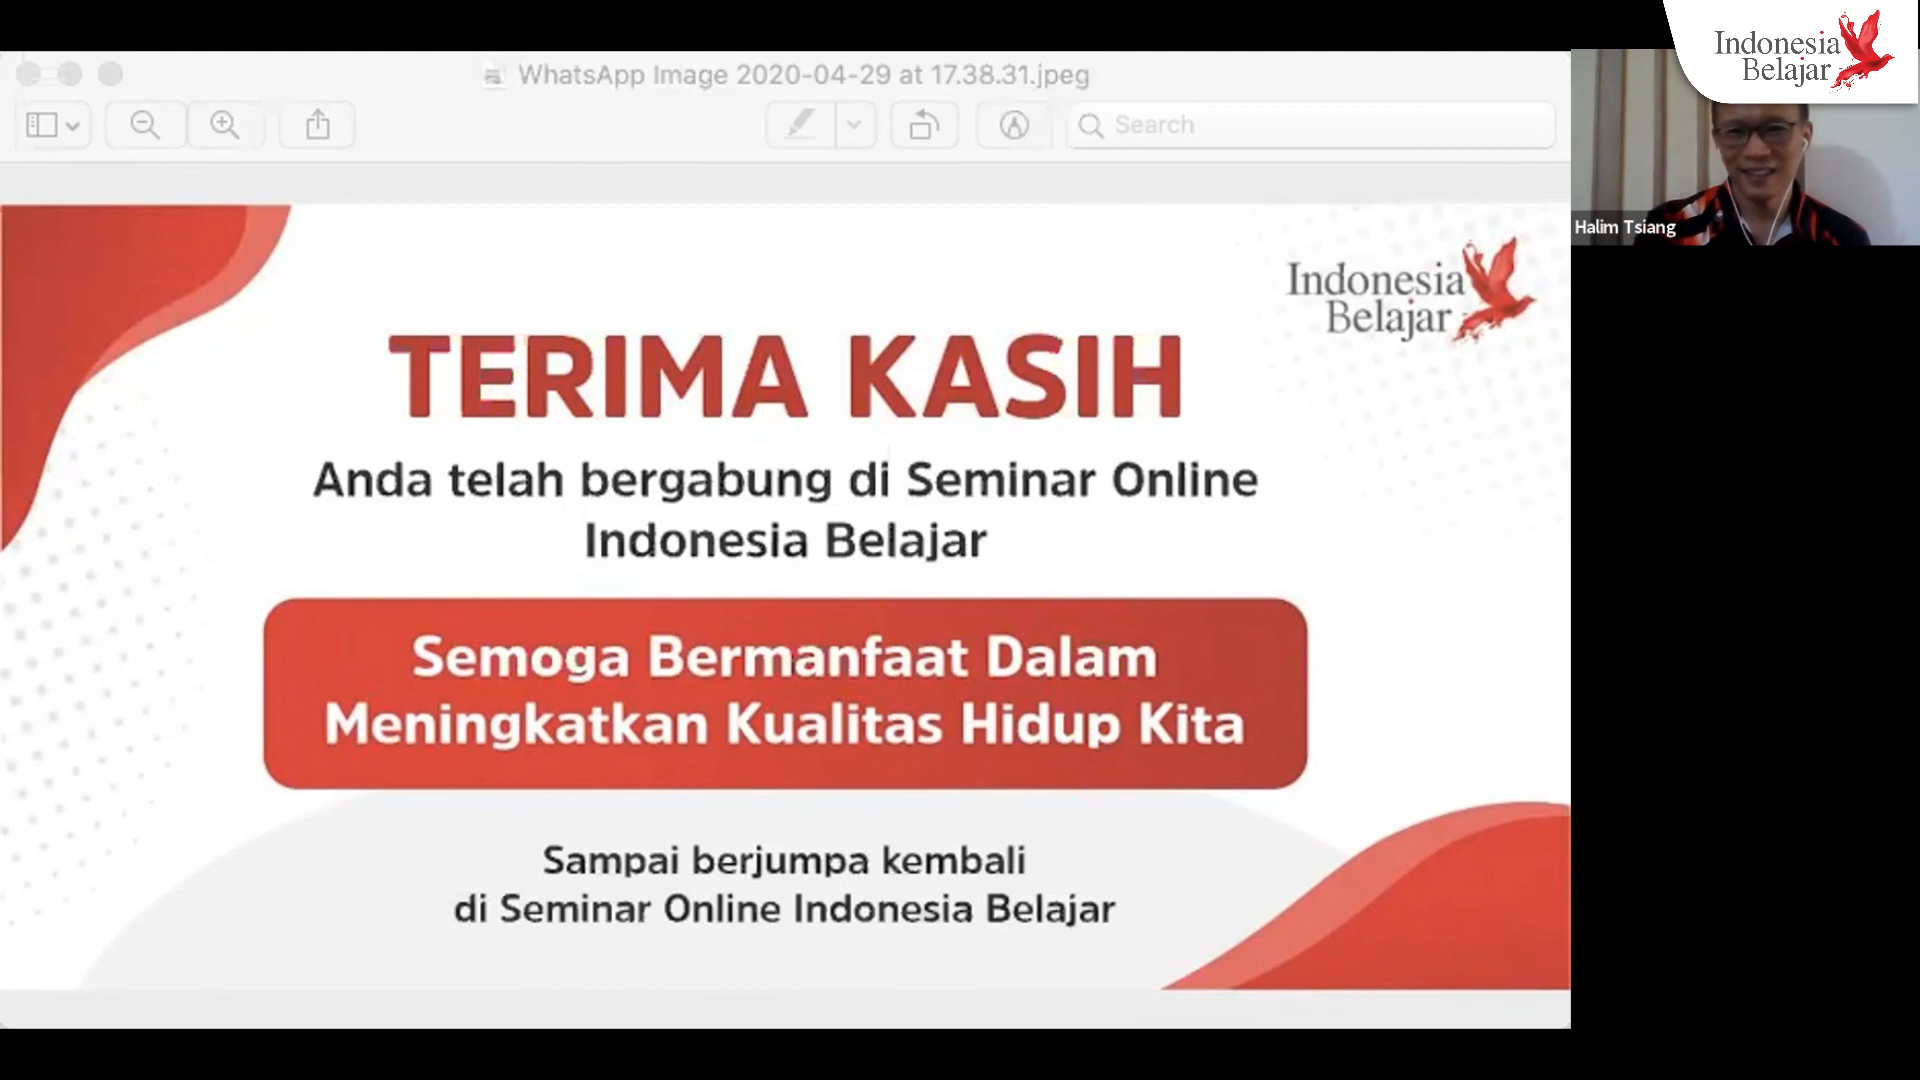 WhatsApp Image 2020-04-29 at 17.38.31.jpeg
Search
Indonesia
Belajar
Halim Tsiang
Indonesia
Belajar
TERIMA KASIH
Anda telah bergabung di Seminar Online
Indonesia Belajar
Semoga Bermanfaat Dalam
Meningkatkan Kualitas Hidup Kita
Sampai berjumpa kembali
di Seminar Online Indonesia Belajar